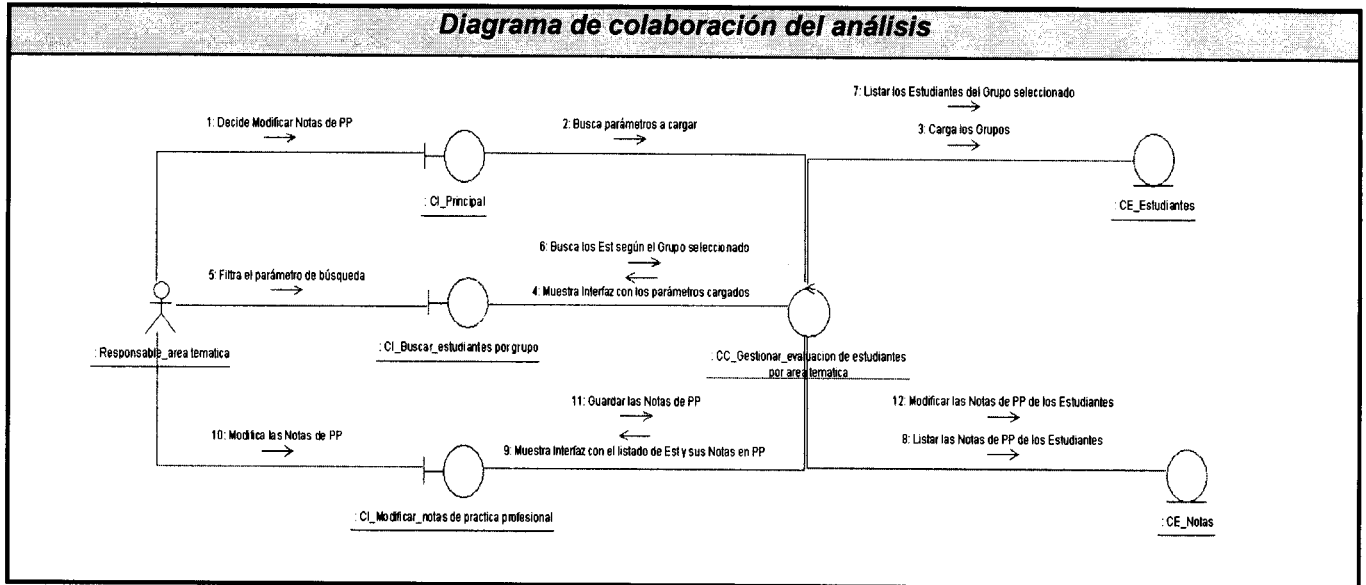 Diagrama de colaboración del análisis
7: Listar los Estudiantes del Grupo seleccionado
1: Decide Modificar Notas de PP
2: Busca parámetros a cargar
3: Carga los Grupos
: CI_Principal
: CE_Estudiantes
6: Busca los Est según el Grupo seleccionado
5: Filtra el parámetro de búsqueda
4: Muestra Interfaz con los parámetros cargados
: Responsable_area tematica
: CI_Buscar_estudiantes por grupo
: CC_Gestionar_evaluacion de estudiantes
por area tematica
11: Guardar las Notas de PP
12: Modificar las Notas de PP de los Estudiantes
10: Modifica las Notas de PP
9: Muestra Interfaz con el listado de Est y sus Notas en PP
8: Listar las Notas de PP de los Estudiantes
: CI_Modificar_notas de practica profesional
: CE_Notas